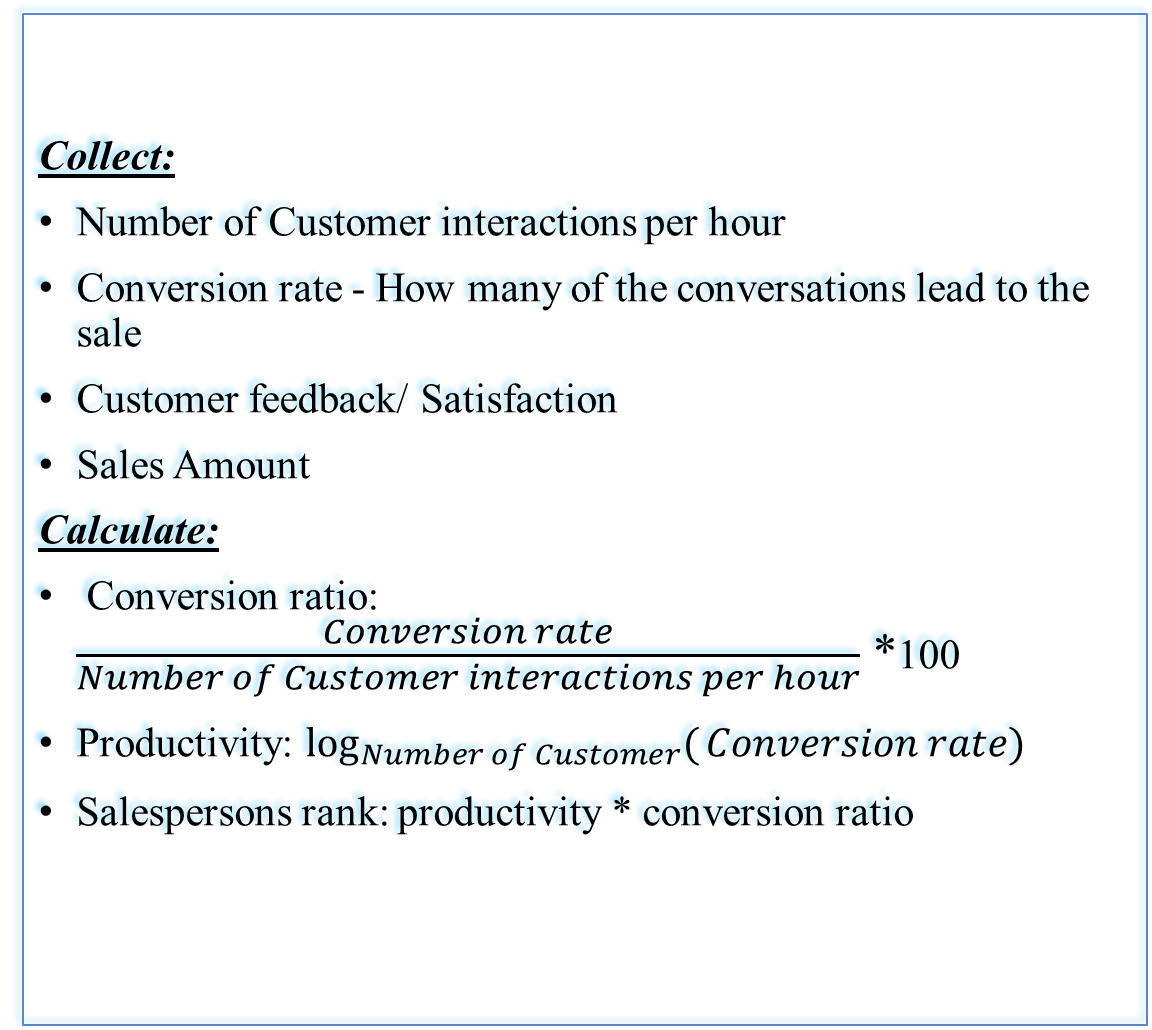 Collect:
• Number of Customer interactions per hour
• Conversion rate - How many of the conversations lead to the
sale
• Customer feedback/ Satisfaction
• Sales Amount
Calculate:
• Conversion ratio:
Conversion rate
Number of Customer interactions per hour *100
• Productivity: log Number of Customer (Conversion rate)
• Salespersons rank: productivity * conversion ratio